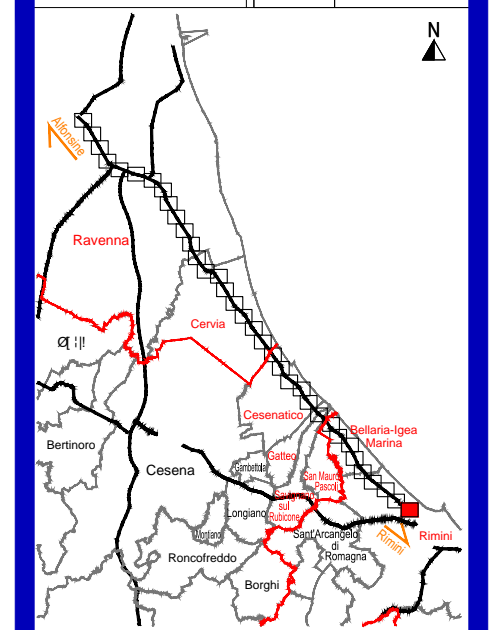 N
Alfonsine
Ravenna
Cervia
Cesenatico
Bellaria-Igea
Marina
Bertinoro
Cesena
Gambettola
Gatteo
San Mauro
Pascoli
Savignano
sul
Rubicone
Longiano
Montiano
Sant'Arcangelo
di
Romagna
Rimini
Rimini
Roncofreddo
Borghi